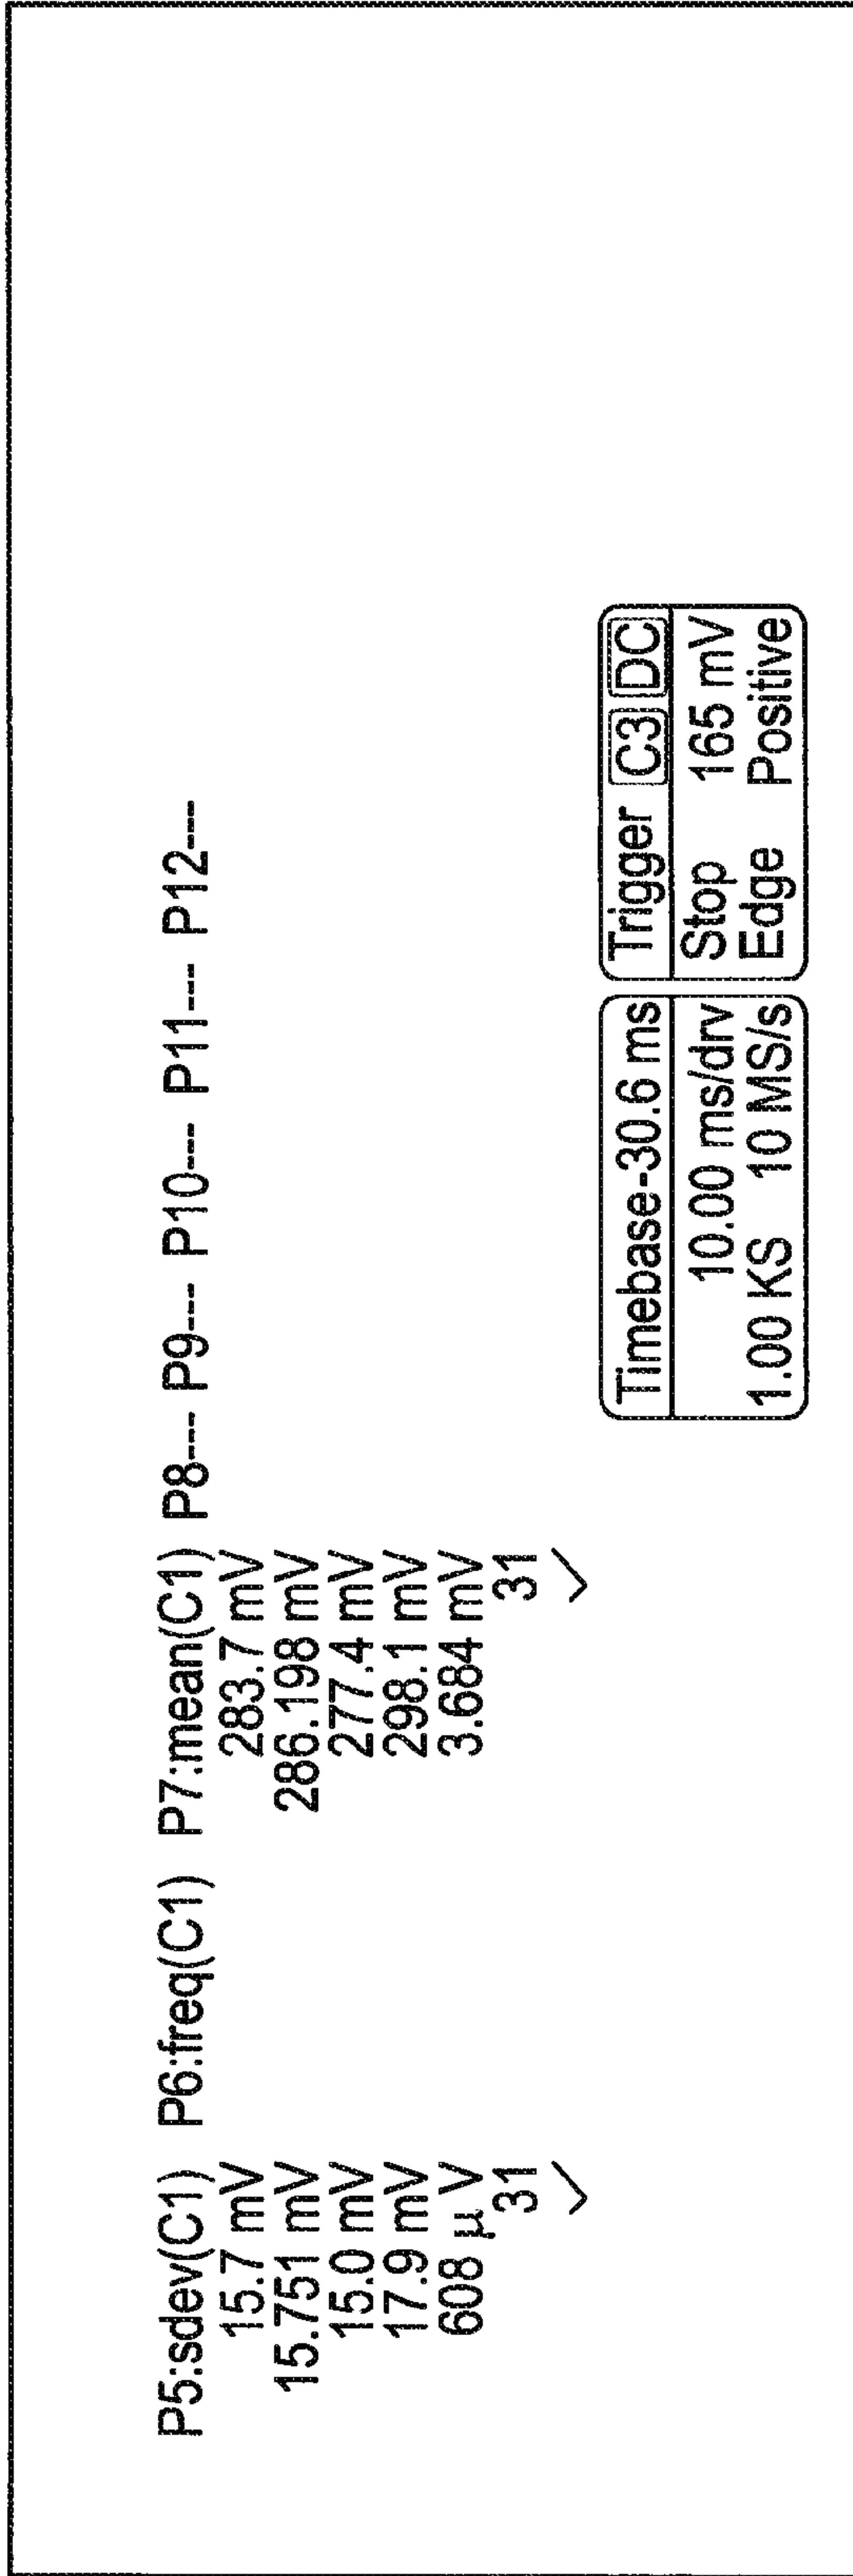 P5:sdev(C1) P6:freq(C1) P7:mean(C1) P8--- P9--- P10--- P11--- P12---
15.7 mV 283.7 mV
15.751 mV 286.198 mV
15.0 mV 277.4 mV
17.9 mV 298.1 mV
608 μV 3.684 mV
31 31
Timebase-30.6 ms Trigger C3 DC
10.00 ms/drv Stop 165 mV
1.00 KS 10 MS/s Edge Positive